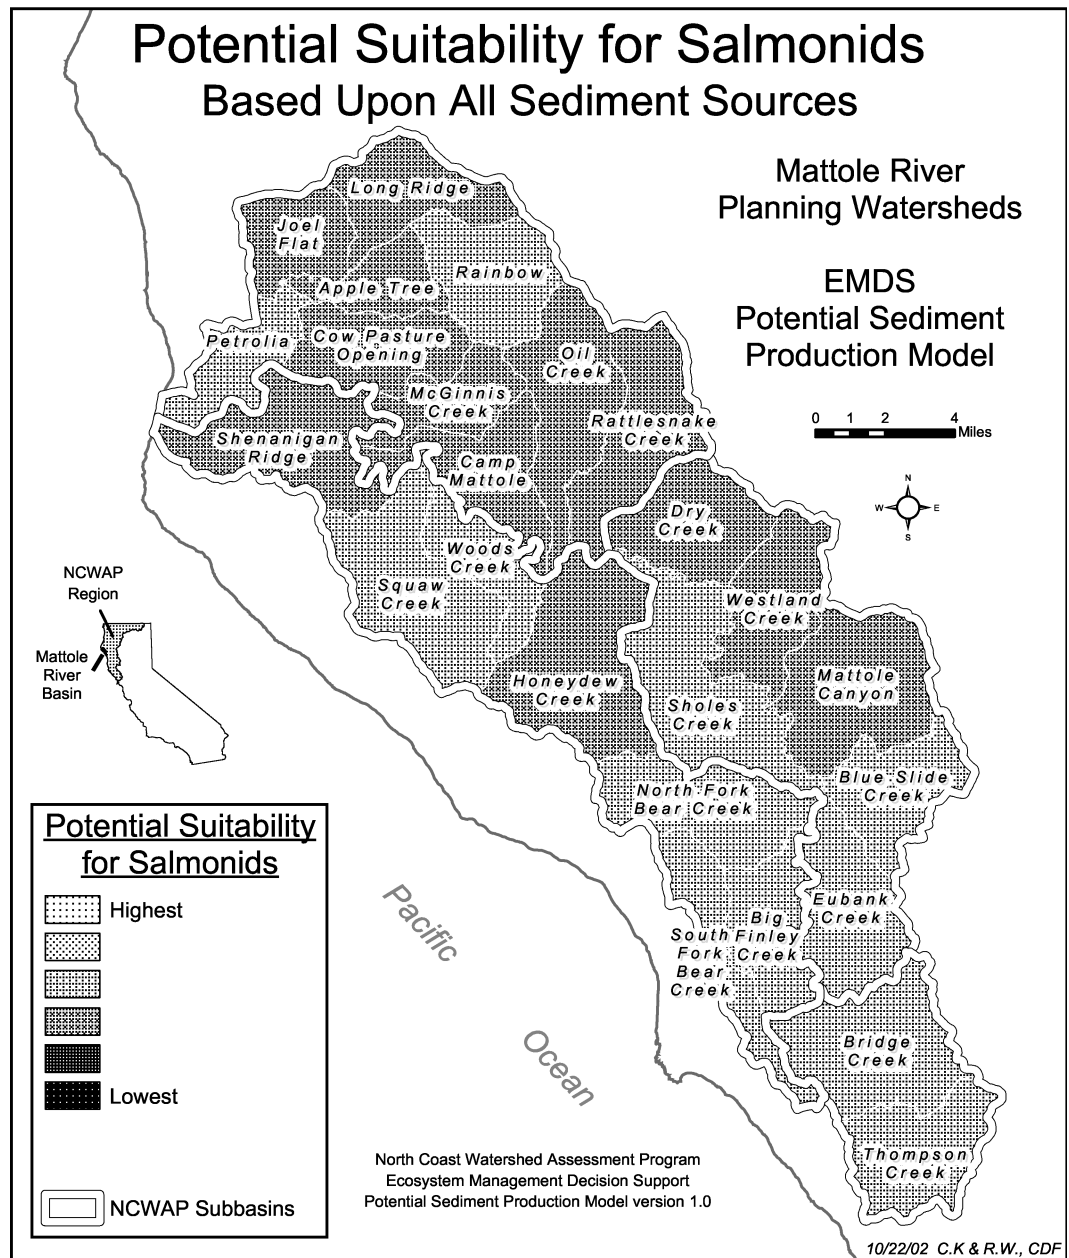 Potential Suitability for Salmonids
Based Upon All Sediment Sources
Mattole River
Planning Watersheds
EMDS
Potential Sediment
Production Model
0 1 2 4
Miles
N
W E
S
Long Ridge
Joel
Flat
Rainbow
Apple Tree
Petrolia
Cow Pasture
Opening
Oil
Creek
McGinnis
Creek
Rattlesnake
Creek
Shenanigan
Ridge
Camp
Mattole
Dry
Creek
Woods
Creek
Squaw
Creek
Westland
Creek
Honeydew
Creek
Mattole
Canyon
Sholes
Creek
North Fork
Bear Creek
Blue Slide
Creek
Eubank
Creek
Big
Finley
Creek
South
Fork
Bear
Creek
Bridge
Creek
Thompson
Creek
NCWAP
Region
Mattole
River
Basin
Pacific
Ocean
Potential Suitability
for Salmonids
Highest
Lowest
NCWAP Subbasins
North Coast Watershed Assessment Program
Ecosystem Management Decision Support
Potential Sediment Production Model version 1.0
10/22/02 C.K & R.W., CDF